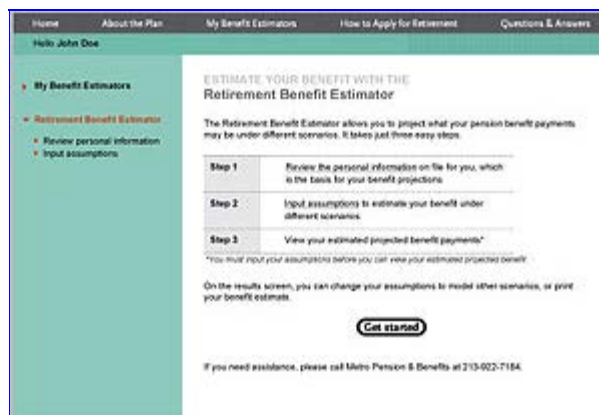 Home About the Plan My Benefit Estimators How to Apply for Retirement Questions & Answers
Hello John Doe
My Benefit Estimators
Retirement Benefit Estimator
Review personal information
Input assumptions
ESTIMATE YOUR BENEFIT WITH THE
Retirement Benefit Estimator
The Retirement Benefit Estimator allows you to project what your pension benefit payments
may be under different scenarios. It takes just three easy steps.
Step 1 Review the personal information on file for you, which
is the basis for your benefit projections
Step 2 Input assumptions to estimate your benefit under
different scenarios
Step 3 View your estimated projected benefit payments*
*You must input your assumptions before you can view your estimated projected benefit.
On the results screen, you can change your assumptions to model other scenarios, or print
your benefit estimate.
Get started
If you need assistance, please call Metro Pension & Benefits at 213-922-7184.